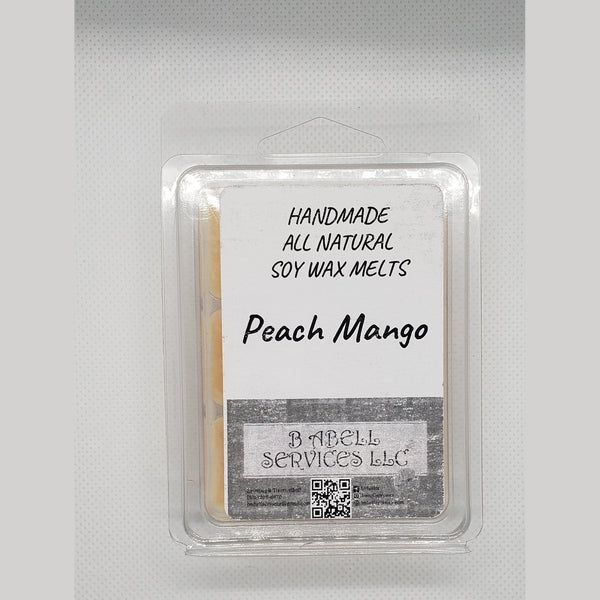 HANDMADE
ALL NATURAL
SOY WAX MELTS
Peach Mango
B ABELL
SERVICES LLC